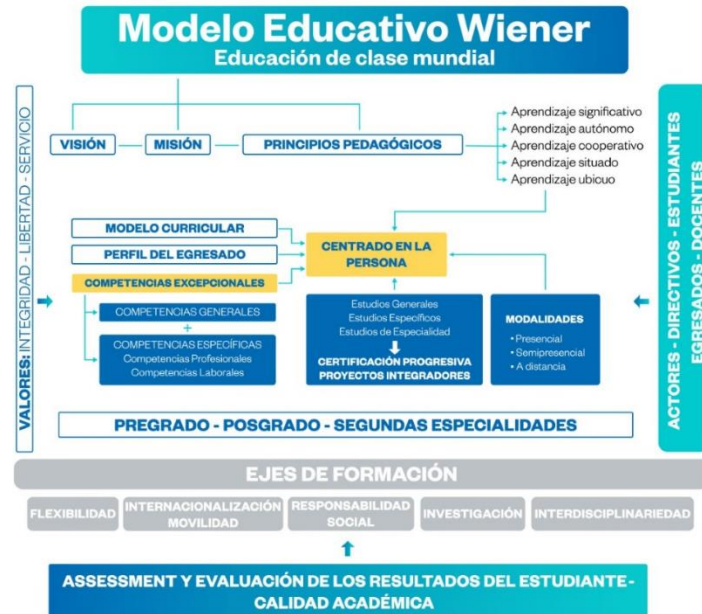 Modelo Educativo Wiener
Educación de clase mundial
VALORES: INTEGRIDAD - LIBERTAD - SERVICIO
VISIÓN
MISIÓN
PRINCIPIOS PEDAGÓGICOS
Aprendizaje significativo
Aprendizaje autónomo
Aprendizaje cooperativo
Aprendizaje situado
Aprendizaje ubicuo
MODELO CURRICULAR
PERFIL DEL EGRESADO
COMPETENCIAS EXCEPCIONALES
COMPETENCIAS GENERALES
+
COMPETENCIAS ESPECÍFICAS
Competencias Profesionales
Competencias Laborales
CENTRADO EN LA
PERSONA
Estudios Generales
Estudios Específicos
Estudios de Especialidad
CERTIFICACIÓN PROGRESIVA
PROYECTOS INTEGRADORES
MODALIDADES
• Presencial
• Semipresencial
• A distancia
ACTORES - DIRECTIVOS - ESTUDIANTES
EGRESADOS - DOCENTES
PREGRADO - POSGRADO - SEGUNDAS ESPECIALIDADES
EJES DE FORMACIÓN
FLEXIBILIDAD
INTERNACIONALIZACIÓN
MOVILIDAD
RESPONSABILIDAD
SOCIAL
INVESTIGACIÓN
INTERDISCIPLINARIEDAD
ASSESSMENT Y EVALUACIÓN DE LOS RESULTADOS DEL ESTUDIANTE-
CALIDAD ACADÉMICA